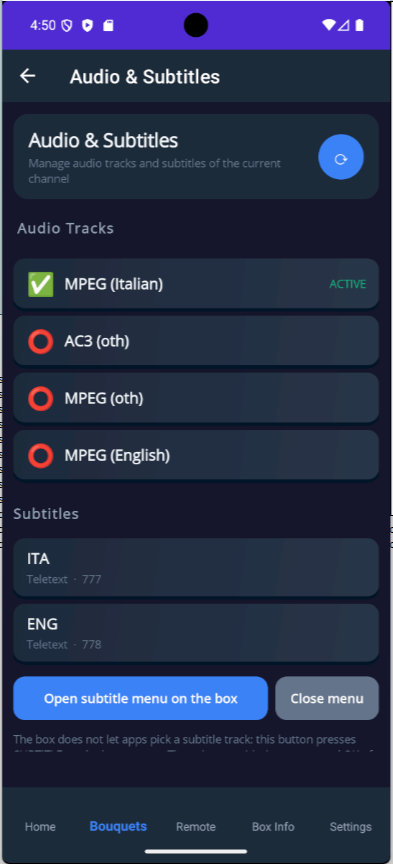 4:50
Audio & Subtitles
Audio & Subtitles
Manage audio tracks and subtitles of the current
channel
Audio Tracks
MPEG (Italian)
ACTIVE
AC3 (oth)
MPEG (oth)
MPEG (English)
Subtitles
ITA
Teletext · 777
ENG
Teletext · 778
Open subtitle menu on the box
Close menu
The box does not let apps pick a subtitle track: this button presses
Home
Bouquets
Remote
Box Info
Settings